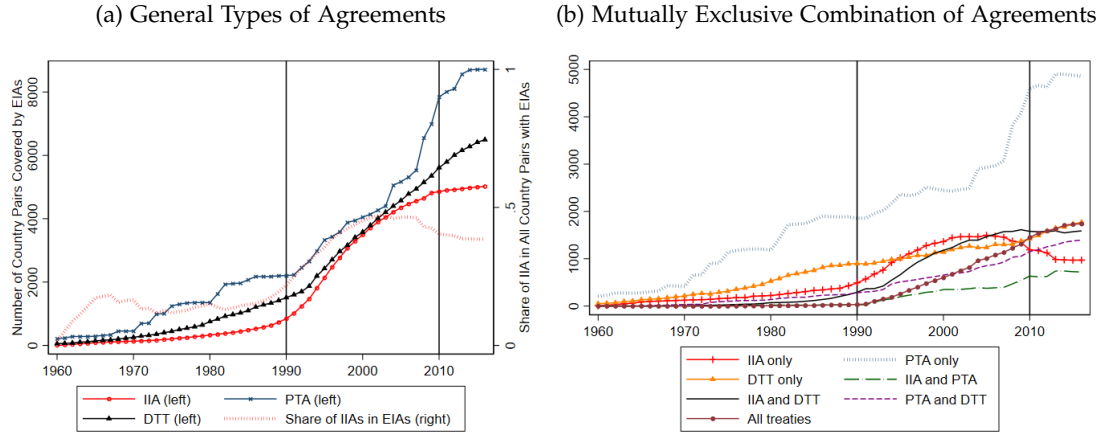 (a) General Types of Agreements
Number of Country Pairs Covered by EIAs
0 2000 4000 6000 8000
0 .5 1
Share of IIA in All Country Pairs with EIAs
1960 1970 1980 1990 2000 2010
IIA (left) PTA (left)
DTT (left) Share of IIAs in EIAs (right)
(b) Mutually Exclusive Combination of Agreements
5000
4000
3000
2000
1000
0
1960 1970 1980 1990 2000 2010
IIA only PTA only
DTT only IIA and PTA
IIA and DTT PTA and DTT
All treaties